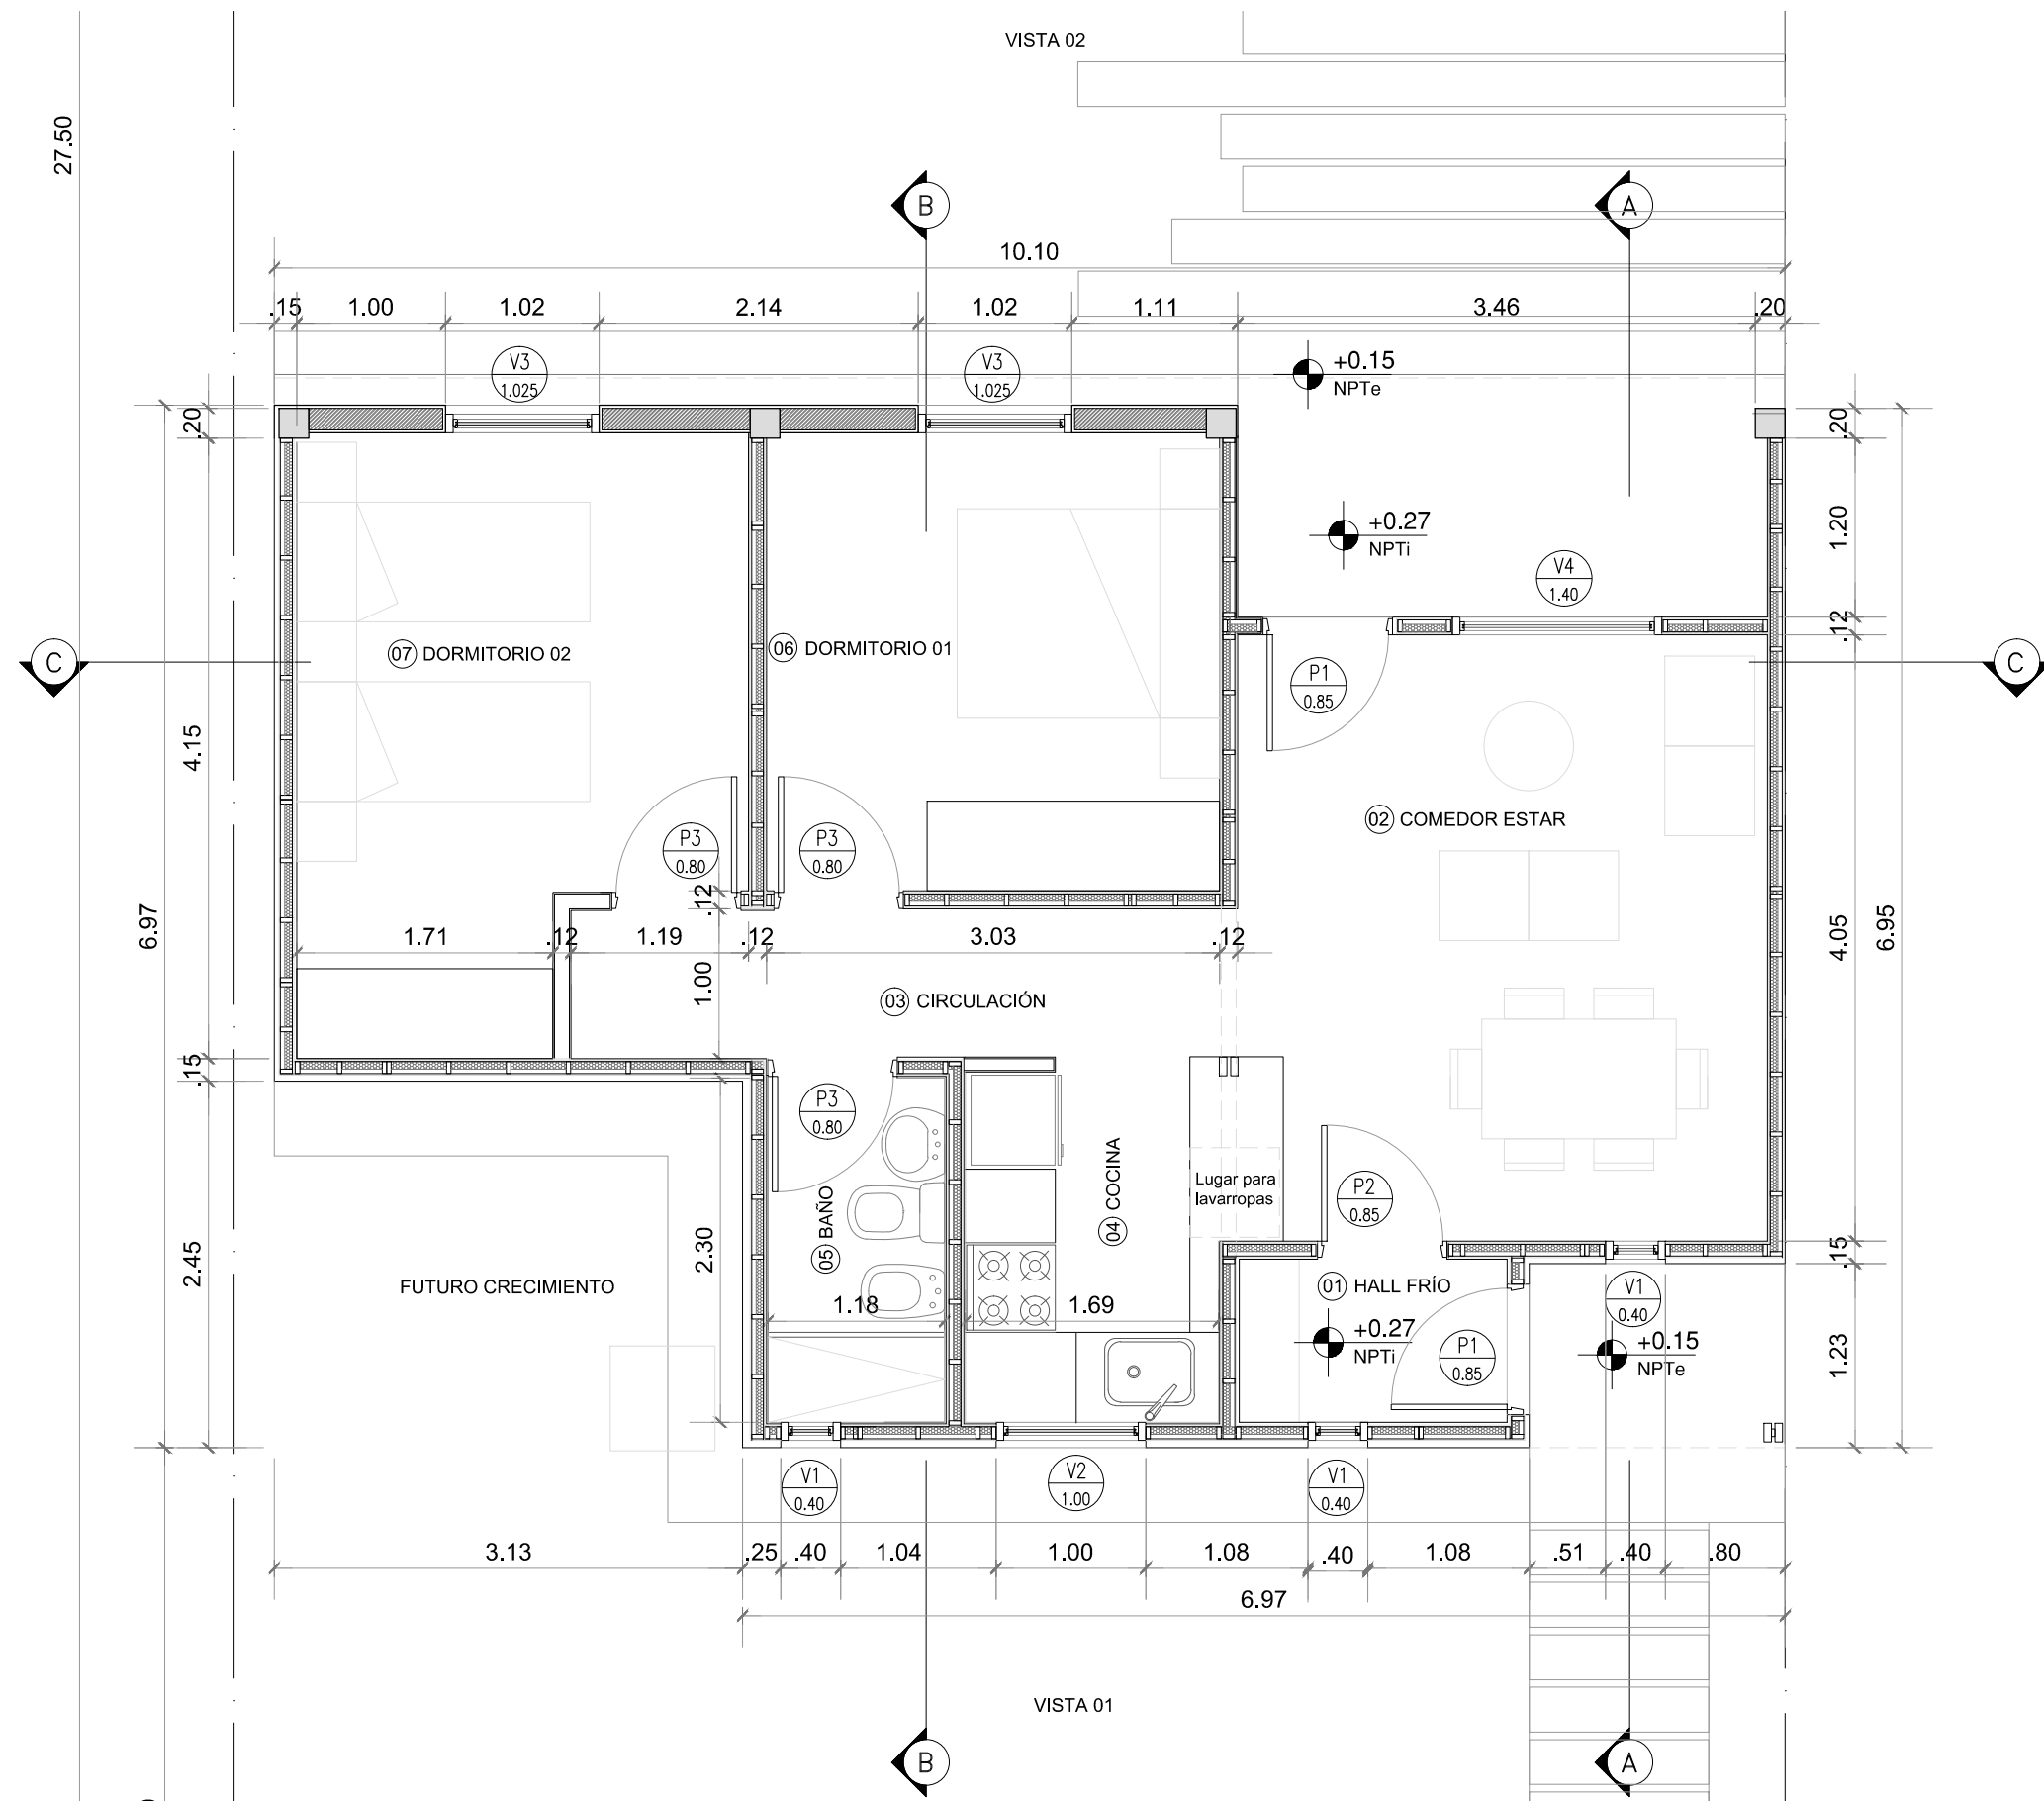 VISTA 02
27.50
B
A
10.10
.15
1.00
1.02
2.14
1.02
1.11
3.46
.20
V3
1.025
V3
1.025
+0.15
NPTe
.20
.20
+0.27
NPTi
1.20
V4
1.40
.12
C
07 DORMITORIO 02
06 DORMITORIO 01
C
P1
0.85
4.15
02 COMEDOR ESTAR
P3
0.80
P3
0.80
.12
6.97
1.71
.12
1.19
.12
3.03
.12
4.05
6.95
1.00
03 CIRCULACIÓN
.15
P3
0.80
04 COCINA
Lugar para
lavarropas
P2
0.85
05 BAÑO
2.45
2.30
.15
FUTURO CRECIMIENTO
01 HALL FRÍO
V1
0.40
1.18
1.69
+0.27
NPTi
P1
0.85
+0.15
NPTe
1.23
V1
0.40
V2
1.00
V1
0.40
3.13
.25
.40
1.04
1.00
1.08
.40
1.08
.51
.40
.80
6.97
VISTA 01
B
A